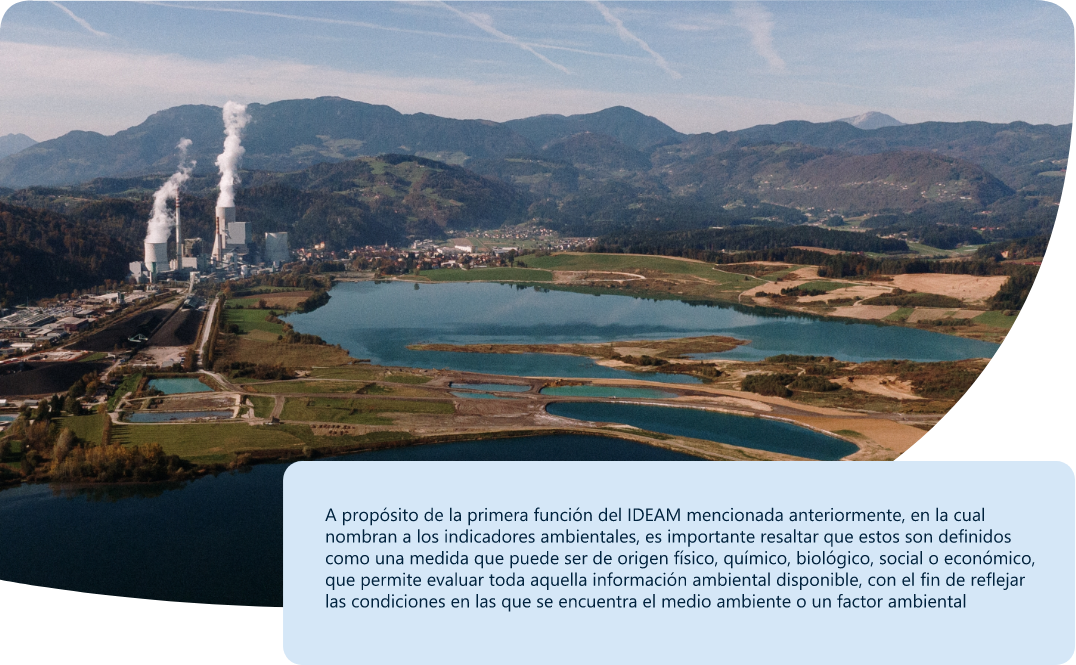 A propósito de la primera función del IDEAM mencionada anteriormente, en la cual
nombran a los indicadores ambientales, es importante resaltar que estos son definidos
como una medida que puede ser de origen físico, químico, biológico, social o económico,
que permite evaluar toda aquella información ambiental disponible, con el fin de reflejar
las condiciones en las que se encuentra el medio ambiente o un factor ambiental